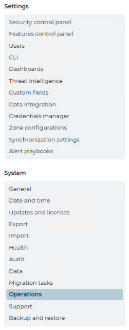 Settings
Security control panel
Features control panel
Users
CLI
Dashboards
Threat Intelligence
Custom fields
Data integration
Credentials manager
Zone configurations
Synchronization settings
Alert playbooks
System
General
Date and time
Updates and licenses
Export
Import
Health
Audit
Data
Migration tasks
Operations
Support
Backup and restore